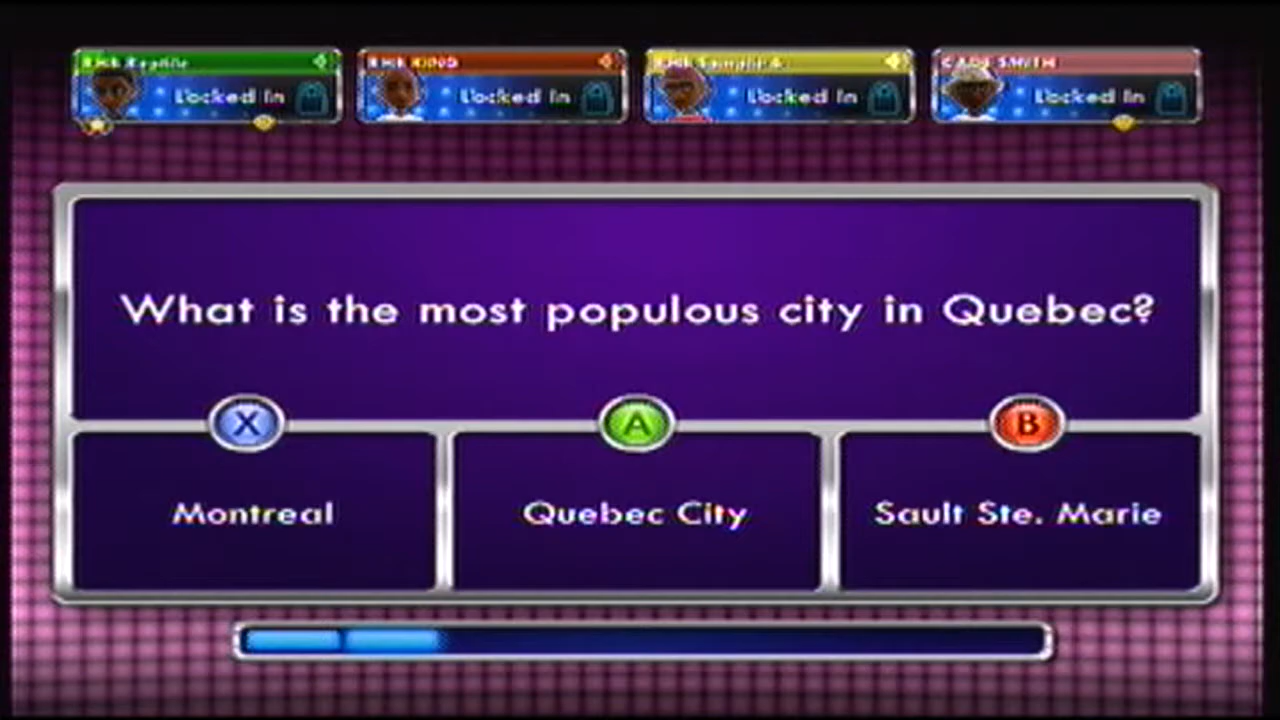 KING
Locked In
Locked In
Locked In
Locked In
What is the most populous city in Quebec?
X
A
B
Montreal
Quebec City
Sault Ste. Marie